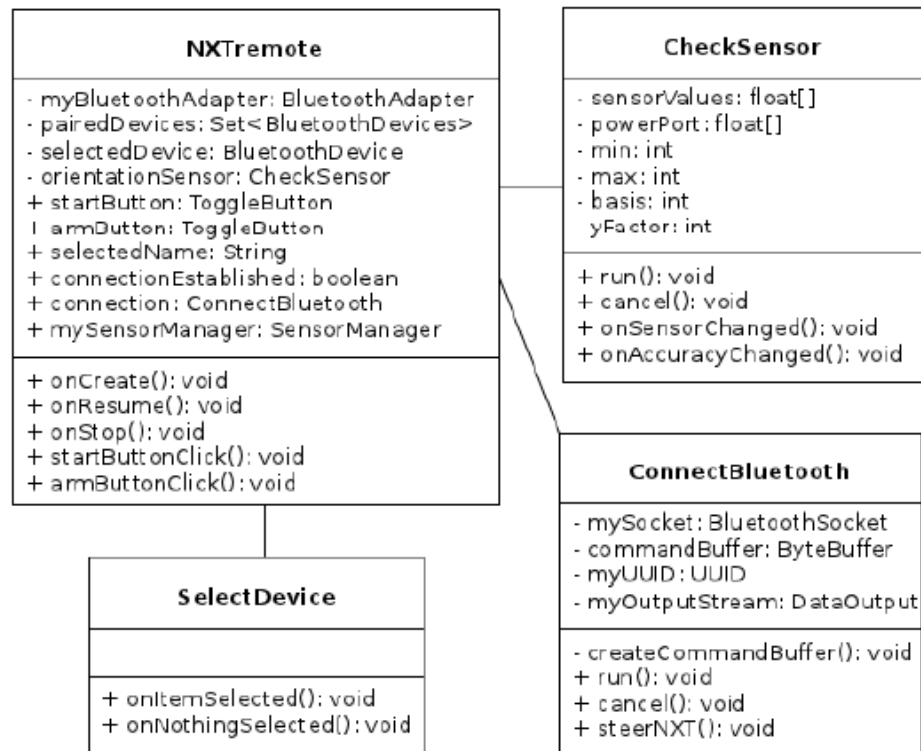 NXTremote
- myBluetoothAdapter: BluetoothAdapter
- pairedDevices: Set<BluetoothDevices>
- selectedDevice: BluetoothDevice
- orientationSensor: CheckSensor
+ startButton: ToggleButton
+ armButton: ToggleButton
+ selectedName: String
+ connectionEstablished: boolean
+ connection: ConnectBluetooth
+ mySensorManager: SensorManager
+ onCreate(): void
+ onResume(): void
+ onStop(): void
+ startButtonClick(): void
+ armButtonClick(): void
CheckSensor
- sensorValues: float[]
- powerPort: float[]
- min: int
- max: int
- basis: int
yFactor: int
+ run(): void
+ cancel(): void
+ onSensorChanged(): void
+ onAccuracyChanged(): void
SelectDevice
+ onItemSelected(): void
+ onNothingSelected(): void
ConnectBluetooth
- mySocket: BluetoothSocket
- commandBuffer: ByteBuffer
- myUUID: UUID
- myOutputStream: DataOutput
- createCommandBuffer(): void
+ run(): void
+ cancel(): void
+ steerNXT(): void